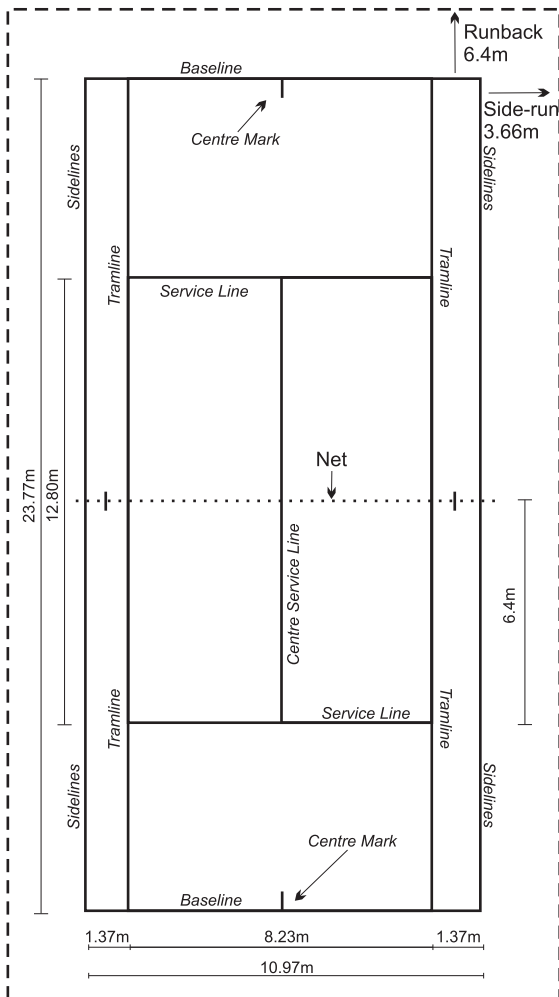 Runback
6.4m
Baseline
Side-run
3.66m
Centre Mark
Sidelines
Sidelines
Tramline
Tramline
Service Line
Net
23.77m
12.80m
Centre Service Line
6.4m
Tramline
Service Line
Tramline
Sidelines
Sidelines
Centre Mark
Baseline
1.37m
8.23m
1.37m
10.97m